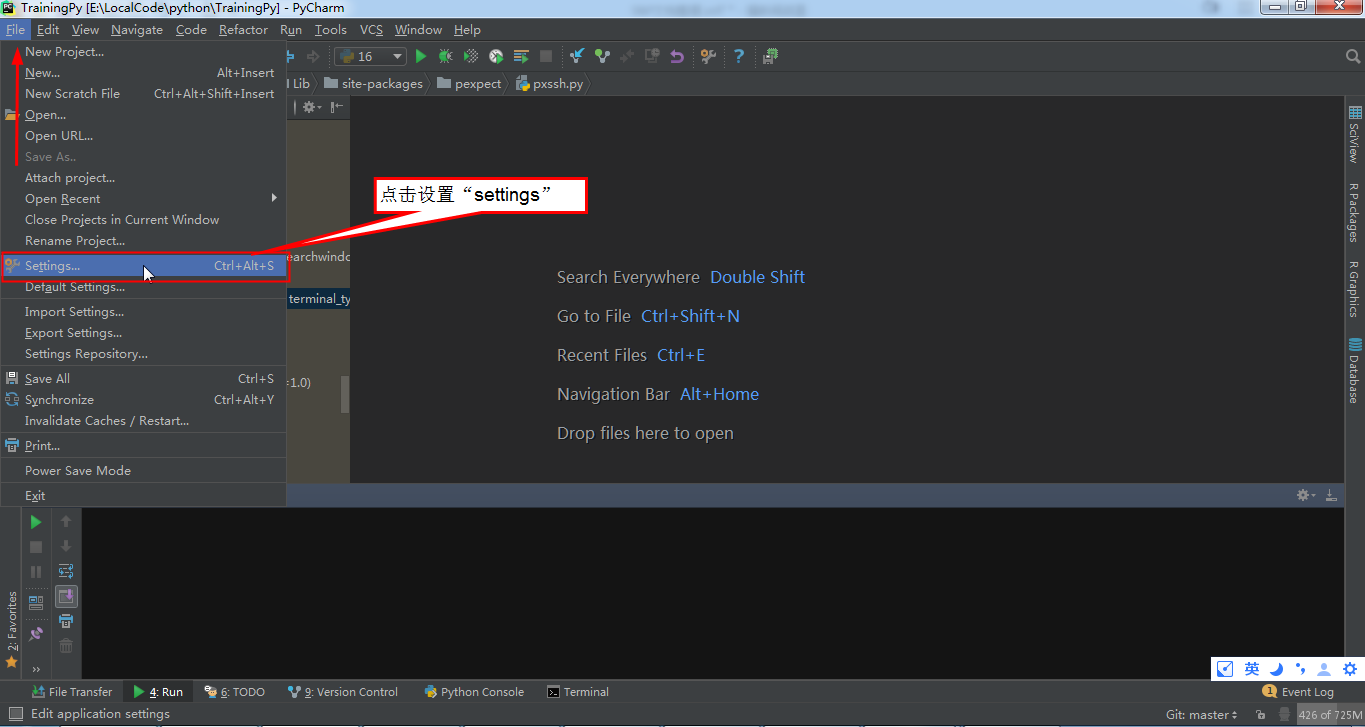 TrainingPy [E:\LocalCode\python\TrainingPy] - PyCharm
File Edit View Navigate Code Refactor Run Tools VCS Window Help
16
Lib site-packages pexpect pxssh.py
New Project...
New... Alt+Insert
New Scratch File Ctrl+Alt+Shift+Insert
Open...
Open URL...
Save As..
Attach project...
Open Recent
Close Projects in Current Window
Rename Project...
Settings... Ctrl+Alt+S
Default Settings...
Import Settings...
Export Settings...
Settings Repository...
Save All Ctrl+S
Synchronize Ctrl+Alt+Y
Invalidate Caches / Restart...
Print...
Power Save Mode
Exit
点击设置“settings”
earchwindo
terminal_ty
=1.0)
Search Everywhere Double Shift
Go to File Ctrl+Shift+N
Recent Files Ctrl+E
Navigation Bar Alt+Home
Drop files here to open
SciView
R Packages
R Graphics
Database
2: Favorites
英
File Transfer 4: Run 6: TODO 9: Version Control Python Console Terminal 1 Event Log
Edit application settings Git: master 426 of 725M